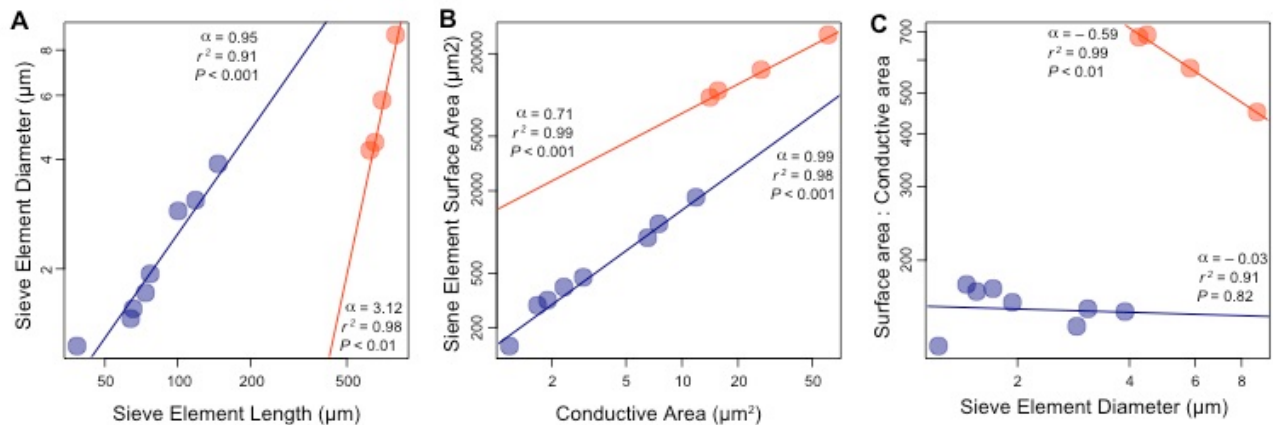 A
α = 0.95
r² = 0.91
P < 0.001
α = 3.12
r² = 0.98
P < 0.01
Sieve Element Diameter (µm)
8
6
4
2
50
100
200
500
Sieve Element Length (µm)
B
α = 0.71
r² = 0.99
P < 0.001
α = 0.99
r² = 0.98
P < 0.001
Siene Element Surface Area (µm2)
20000
5000
2000
500
200
2
5
10
20
50
Conductive Area (µm²)
C
α = – 0.59
r² = 0.99
P < 0.01
α = – 0.03
r² = 0.91
P = 0.82
Surface area : Conductive area
700
500
400
300
200
2
4
6
8
Sieve Element Diameter (µm)